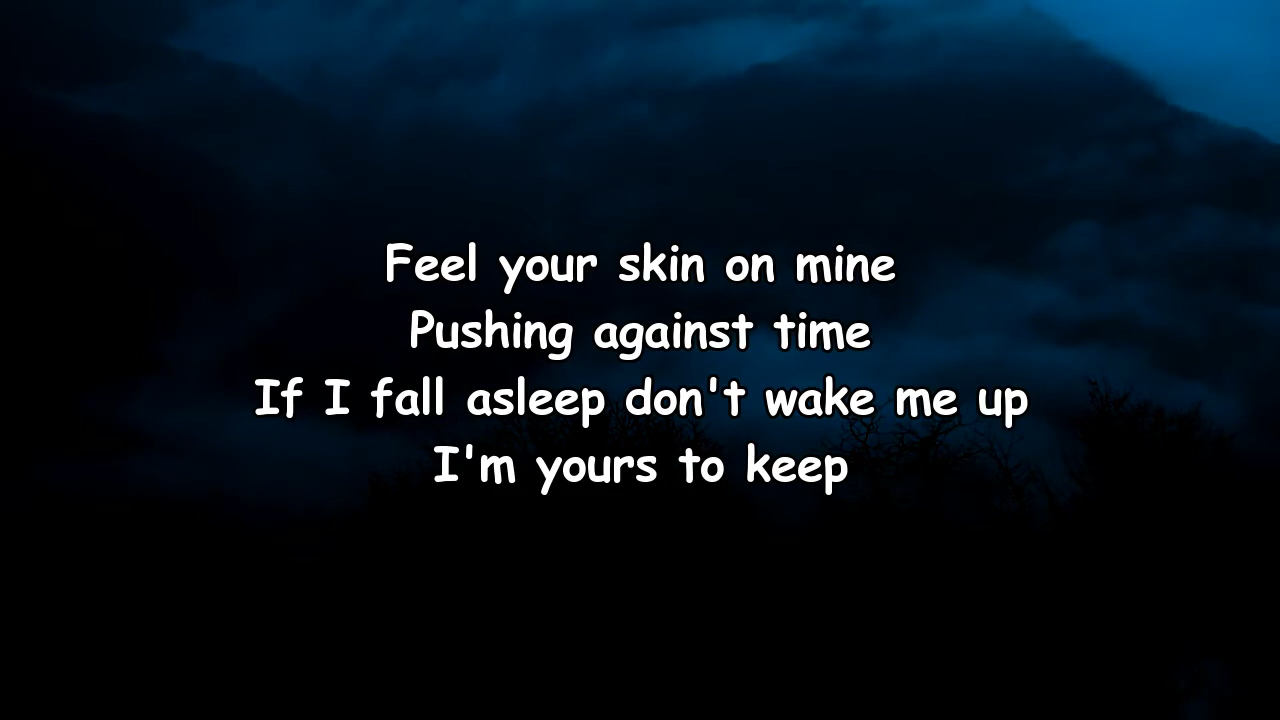 Feel your skin on mine
Pushing against time
If I fall asleep don't wake me up
I'm yours to keep